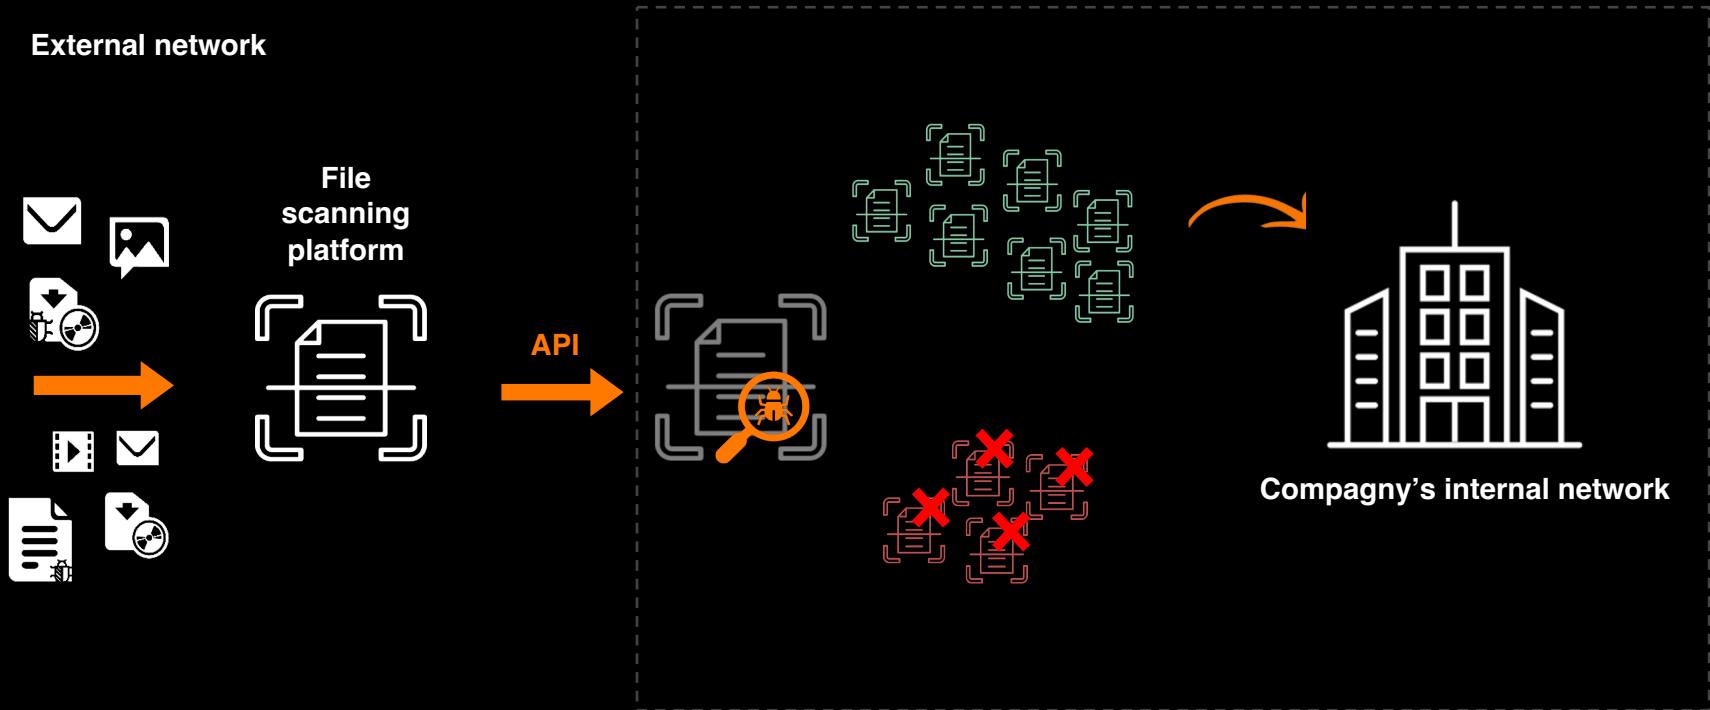 External network
File
scanning
platform
API
Compagny’s internal network